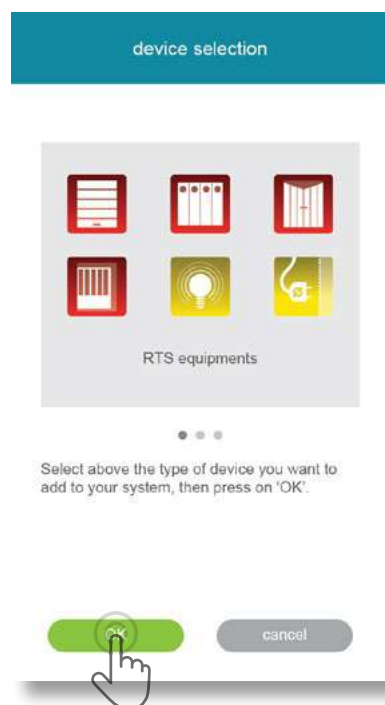 device selection
RTS equipments
Select above the type of device you want to
add to your system, then press on 'OK'.
OK
cancel